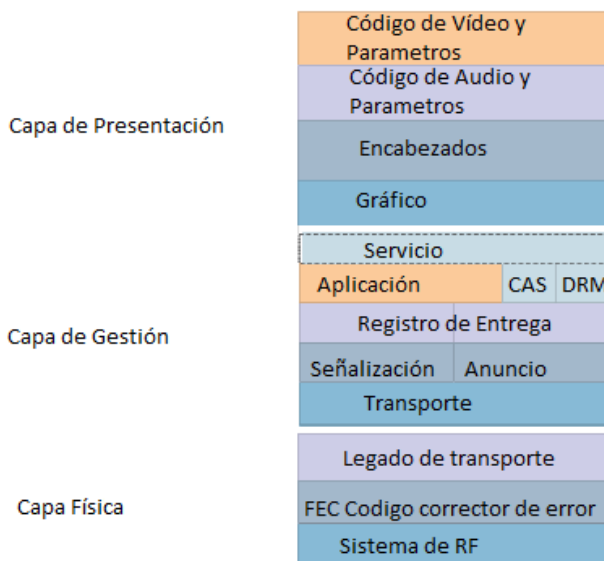 Código de Vídeo y
Parametros
Código de Audio y
Parametros
Capa de Presentación
Encabezados
Gráfico
Servicio
Aplicación CAS DRM
Capa de Gestión
Registro de Entrega
Señalización Anuncio
Transporte
Legado de transporte
Capa Física
FEC Codigo corrector de error
Sistema de RF